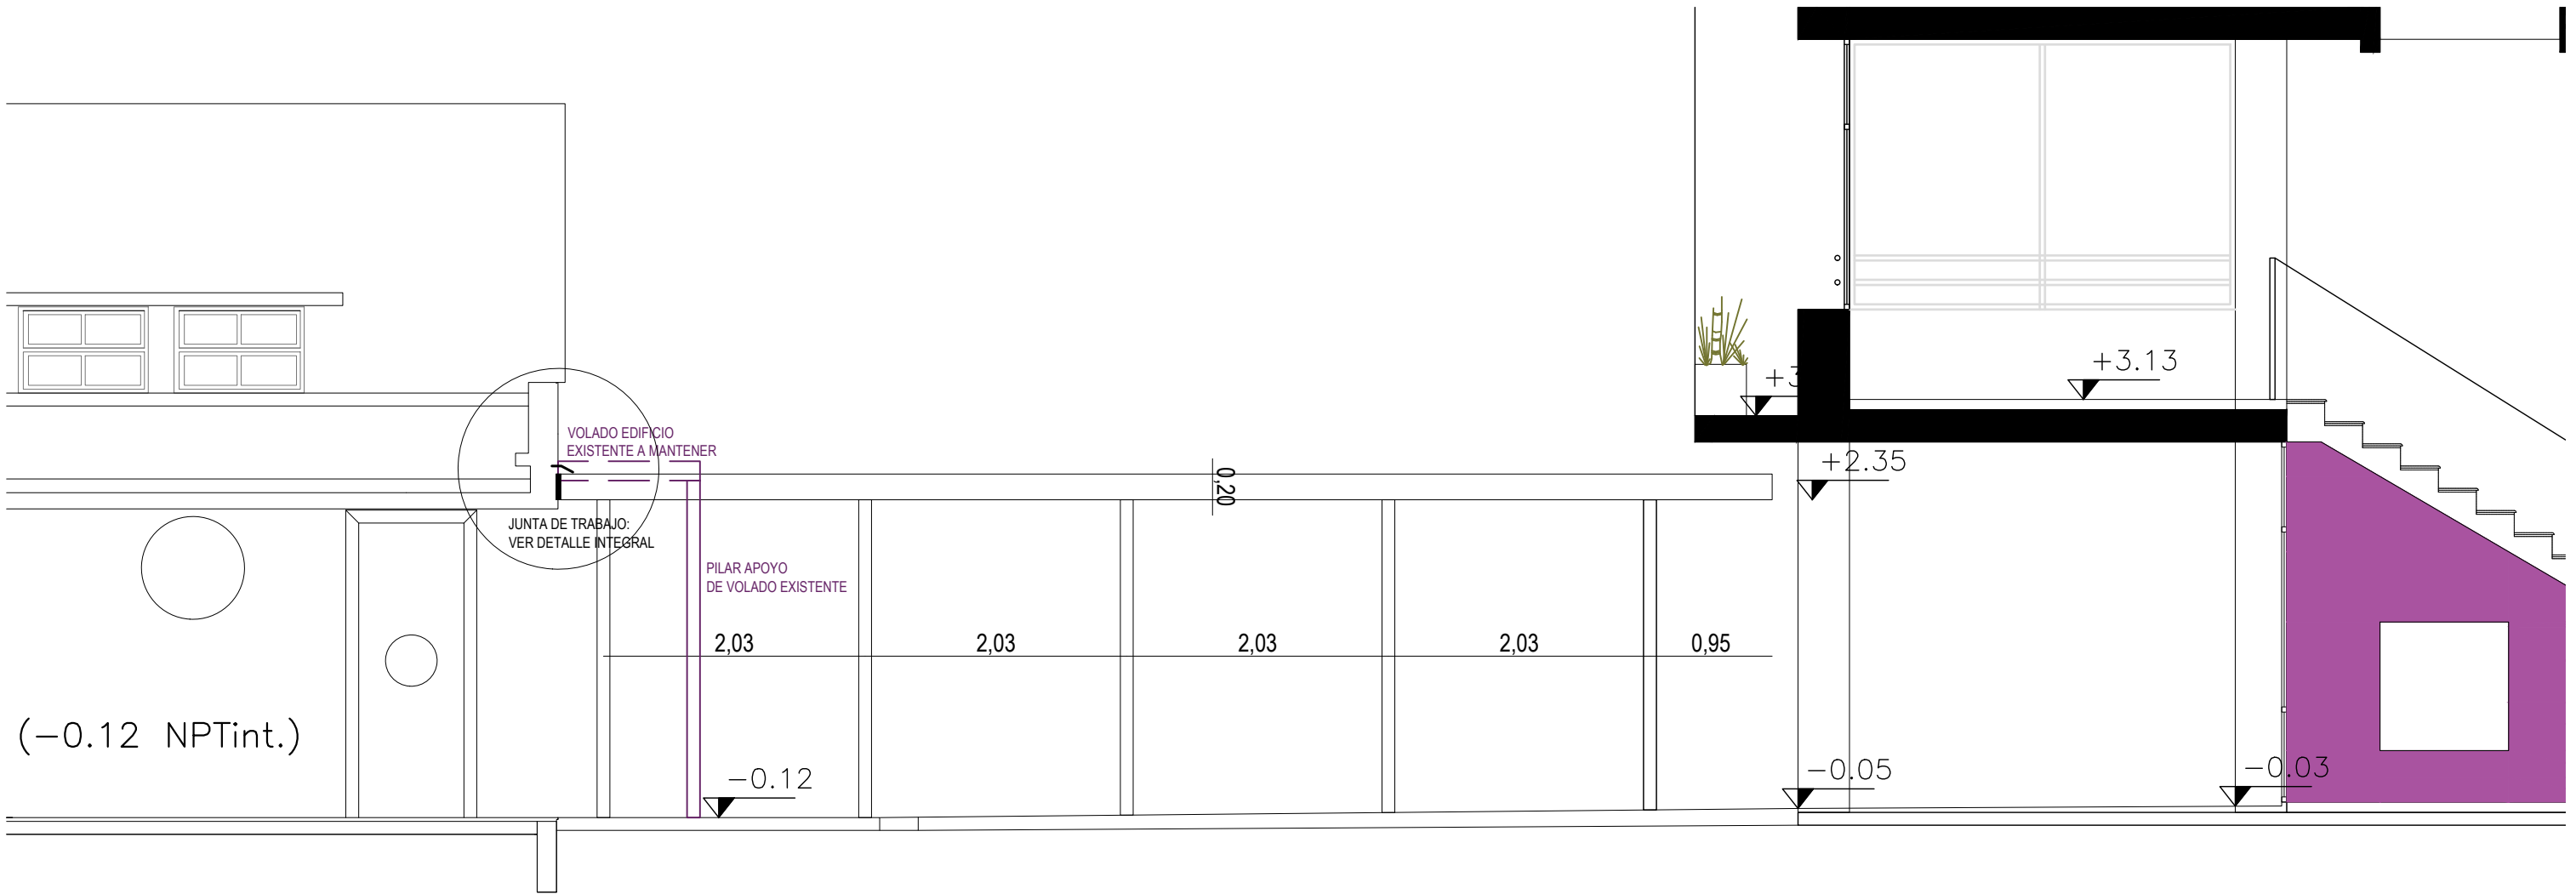 +3.13
+3
VOLADO EDIFICIO
EXISTENTE A MANTENER
+2.35
0,20
JUNTA DE TRABAJO:
VER DETALLE INTEGRAL
PILAR APOYO
DE VOLADO EXISTENTE
2,03
2,03
2,03
2,03
0,95
(-0.12 NPTint.)
-0.12
-0.05
-0.03